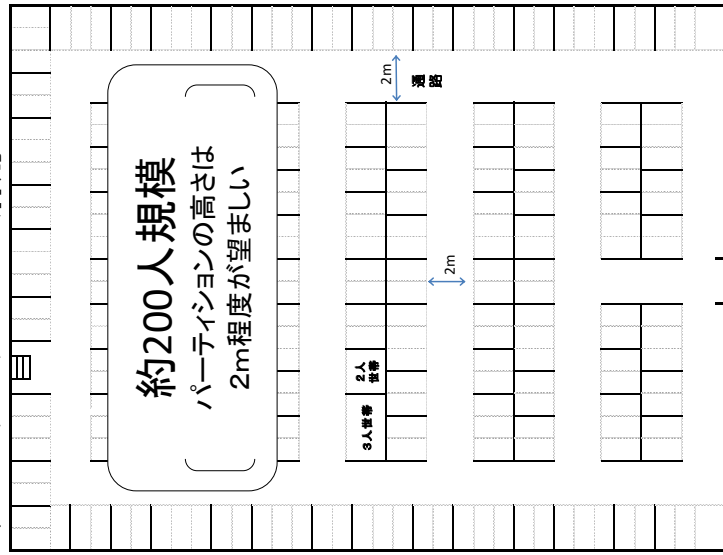 約200人規模
パーティションの高さは
2m程度が望ましい
2m
通路
2m
2人
世帯
3人世帯